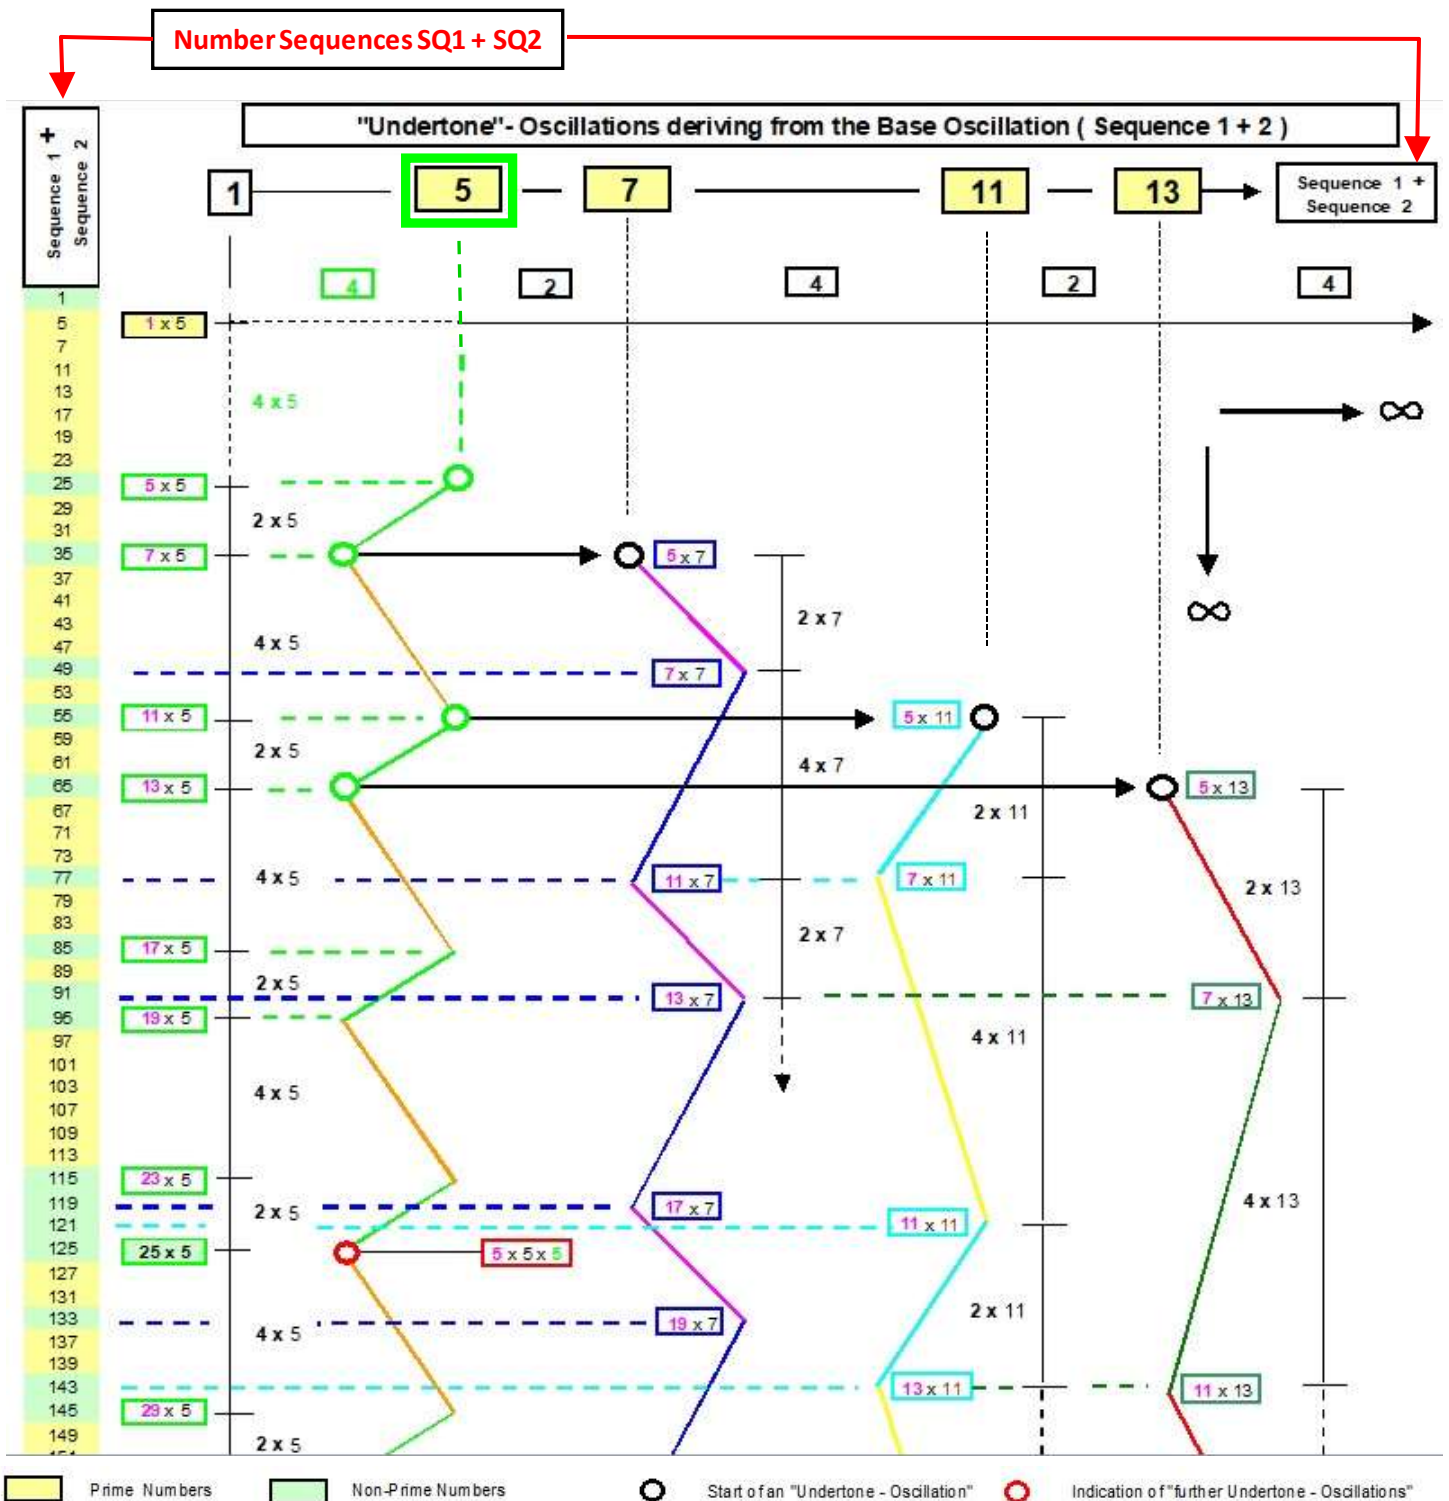 Number Sequences SQ1 + SQ2
Sequence 1 +
Sequence 2
"Undertone"- Oscillations deriving from the Base Oscillation ( Sequence 1 + 2 )
1 5 7 11 13
Sequence 1 +
Sequence 2
4 2 4 2 4
1
5 1 x 5
7
11
13 4 x 5
17 ∞
19
23
25 5 x 5
29 2 x 5
31
35 7 x 5 5 x 7
37
41 ∞
43 2 x 7
47 4 x 5
49 7 x 7
53
55 11 x 5 5 x 11
59 2 x 5
61 4 x 7
65 13 x 5 5 x 13
67 2 x 11
71
73
77 4 x 5 11 x 7 7 x 11 2 x 13
79
83 2 x 7
85 17 x 5
89 2 x 5
91 13 x 7 7 x 13
95 19 x 5
97 4 x 11
101
103 4 x 5
107
109
113
115 23 x 5
119 2 x 5 17 x 7 4 x 13
121 11 x 11
125 25 x 5 5 x 5 x 5
127
131 2 x 11
133 4 x 5 19 x 7
137
139
143 13 x 11 11 x 13
145 29 x 5
149 2 x 5
151
Prime Numbers Non-Prime Numbers Start of an "Undertone - Oscillation" Indication of "further Undertone - Oscillations"